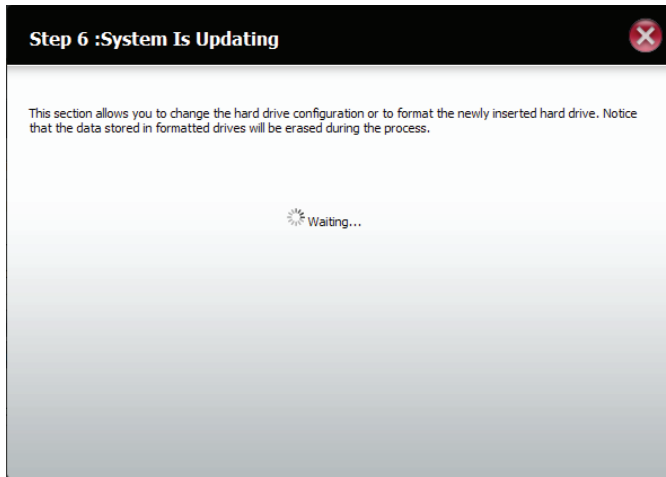 Step 6 :System Is Updating
This section allows you to change the hard drive configuration or to format the newly inserted hard drive. Notice
that the data stored in formatted drives will be erased during the process.
Waiting...